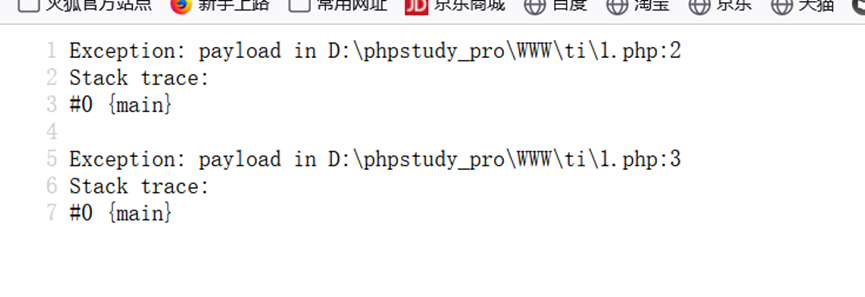 火狐官方站点 新手上路 常用网址 JD 京东商城 百度 淘宝 京东 天猫
1 Exception: payload in D:\phpstudy_pro\WWW\ti\1.php:2
2 Stack trace:
3 #0 {main}
4
5 Exception: payload in D:\phpstudy_pro\WWW\ti\1.php:3
6 Stack trace:
7 #0 {main}